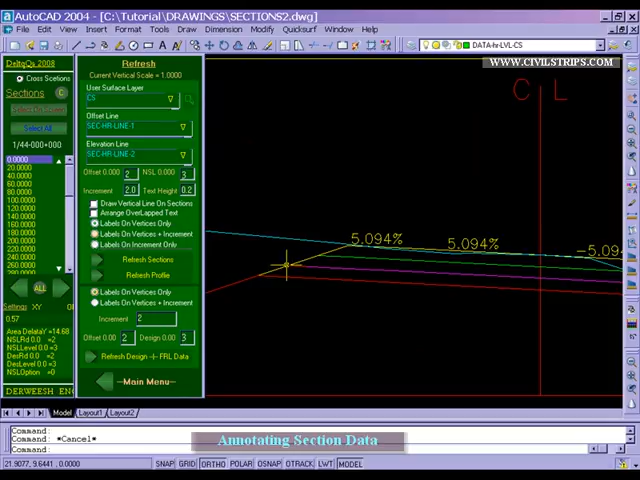 AutoCAD 2004 - [C:\Tutorial\DRAWINGS\SECTIONS2.dwg]
File Edit View Insert Format Tools Draw Dimension Modify Quicksurf Window Help
DATA-hr-LVL-CS
WWW.CIVILSTRIPS.COM
DeltaQs 2008
Cross Sections
Sections C
Select All
1/44-000+000
0.0000
20.0000
40.0000
60.0000
80.0000
100.0000
120.0000
140.0000
160.0000
180.0000
200.0000
220.0000
240.0000
260.0000
280.0000
ALL
Settings XY
0.57
Area DelataY= 14.68
NSLRd 0.0 =2
NSLLevel 0.0 =3
DesRd 0.0 =2
DesLevel 0.0 =3
NSLOption =0
DERWEESH ENG
Refresh
Current Vertical Scale = 1.0000
User Surface Layer
CS
Offset Line
SEC-HR-LINE-1
Elevation Line
SEC-HR-LINE-2
Offset 0.00 2 NSL 0.00 3
Increment 2.0 Text Height 0.2
Draw Vertical Line On Sections
Arrange OverLapped Text
Labels On Vertices Only
Labels On Vertices + Increment
Labels On Increment Only
Refresh Sections
Refresh Profile
Labels On Vertices Only
Labels On Vertices + Increment
Increment 2
Offset 0.00 2 Design 0.00 3
Refresh Design -|- FRL Data
--Main Menu--
C L
5.094%
5.094%
-5.094
Model Layout1 Layout2
Command:
Command: *Cancel*
Command:
Annotating Section Data
21.9077, 9.6441, 0.0000
SNAP GRID ORTHO POLAR OSNAP OTRACK LWT MODEL